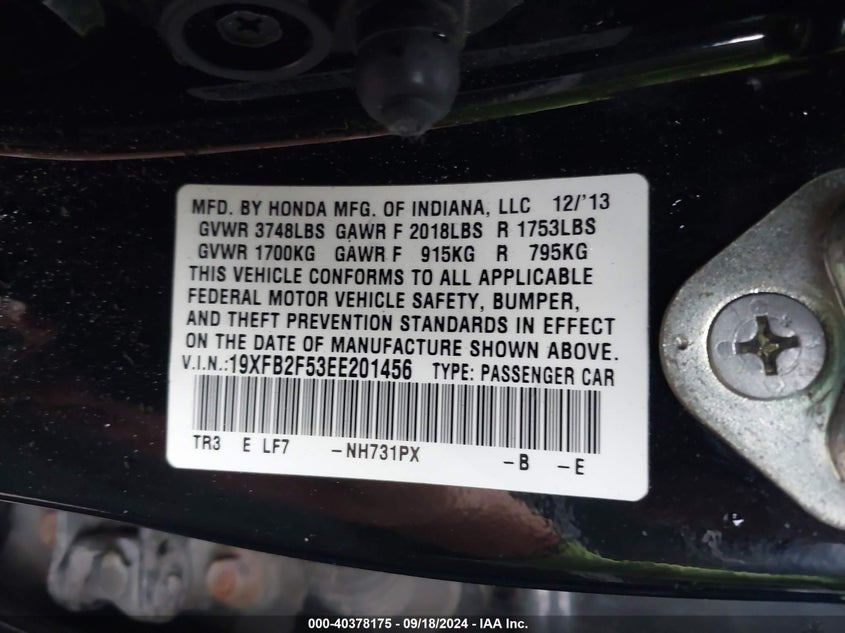 MFD. BY HONDA MFG. OF INDIANA, LLC 12/'13
GVWR 3748LBS GAWR F 2018LBS R 1753LBS
GVWR 1700KG GAWR F 915KG R 795KG
THIS VEHICLE CONFORMS TO ALL APPLICABLE
FEDERAL MOTOR VEHICLE SAFETY, BUMPER,
AND THEFT PREVENTION STANDARDS IN EFFECT
ON THE DATE OF MANUFACTURE SHOWN ABOVE.
V.I.N.:19XFB2F53EE201456 TYPE: PASSENGER CAR
TR3 E LF7 -NH731PX -B -E
000-40378175 - 09/18/2024 - IAA Inc.